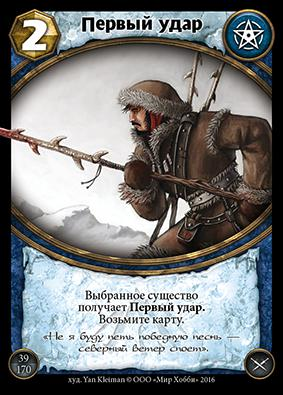 2
Первый удар
Выбранное существо
получает Первый удар.
Возьмите карту.
«Не я буду петь победную песнь —
северный ветер споет».
39
170
худ. Yan Kleiman © ООО «Мир Хобби» 2016